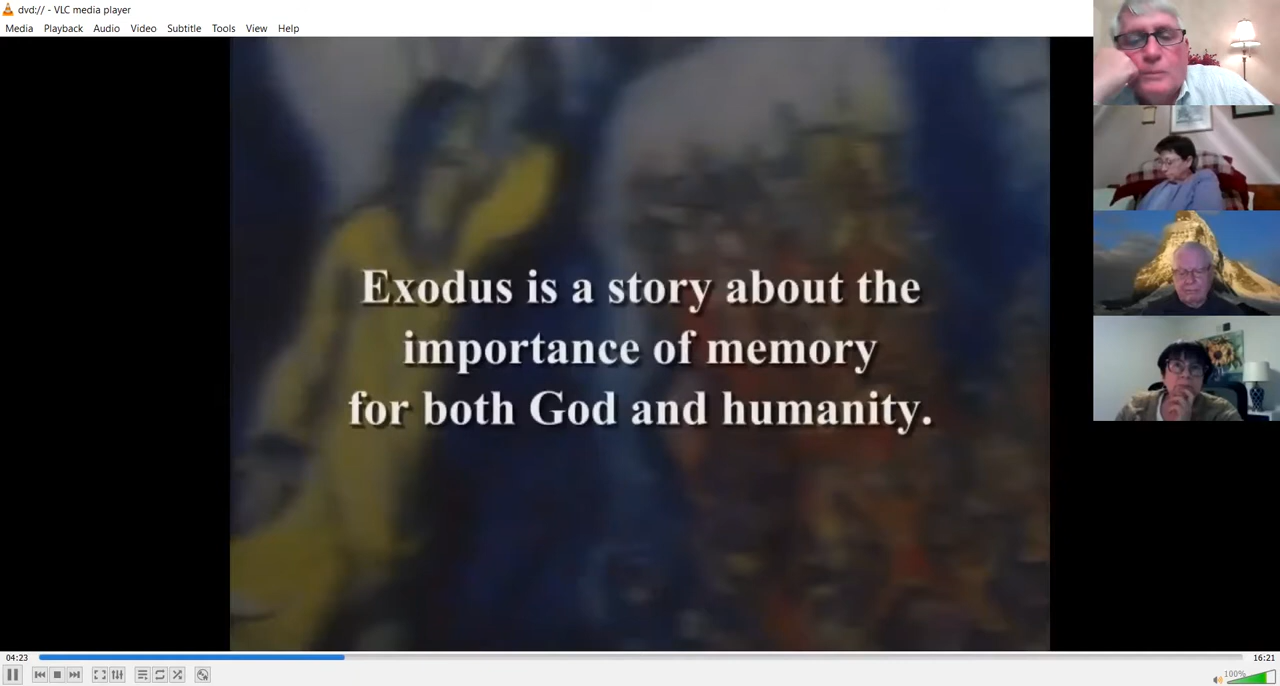 dvd:// - VLC media player
Media Playback Audio Video Subtitle Tools View Help
Exodus is a story about the
importance of memory
for both God and humanity.
04:23
16:21
100%